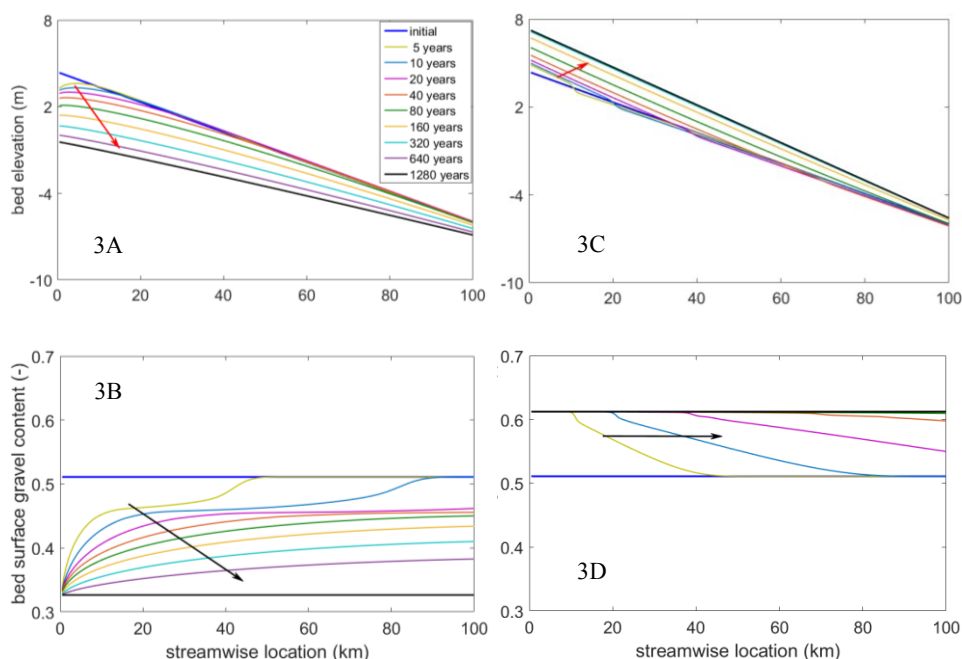 8
2
-4
-10
bed elevation (m)
initial
5 years
10 years
20 years
40 years
80 years
160 years
320 years
640 years
1280 years
3A
0 20 40 60 80 100
8
2
-4
-10
3C
0 20 40 60 80 100
0.7
0.6
0.5
0.4
0.3
bed surface gravel content (-)
3B
0 20 40 60 80 100
streamwise location (km)
0.7
0.6
0.5
0.4
0.3
3D
0 20 40 60 80 100
streamwise location (km)